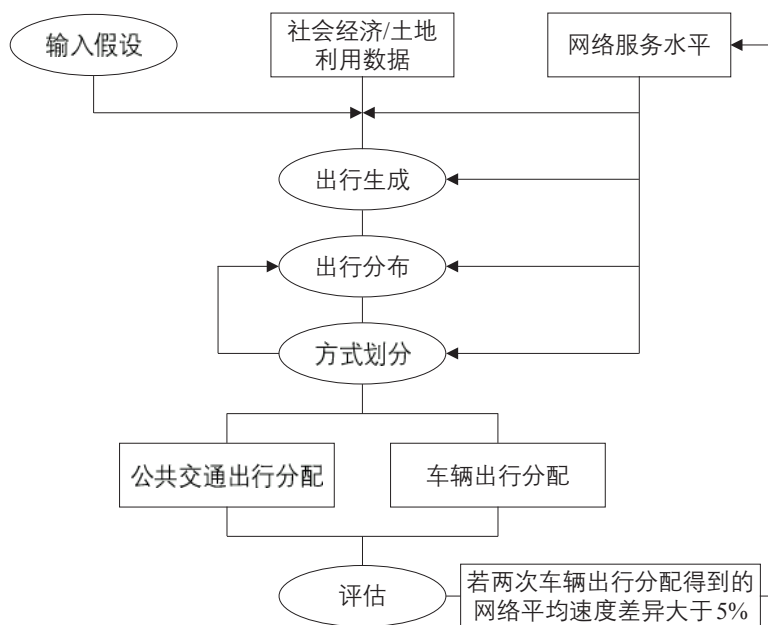 输入假设
社会经济/土地
利用数据
网络服务水平
出行生成
出行分布
方式划分
公共交通出行分配
车辆出行分配
评估
若两次车辆出行分配得到的
网络平均速度差异大于5%